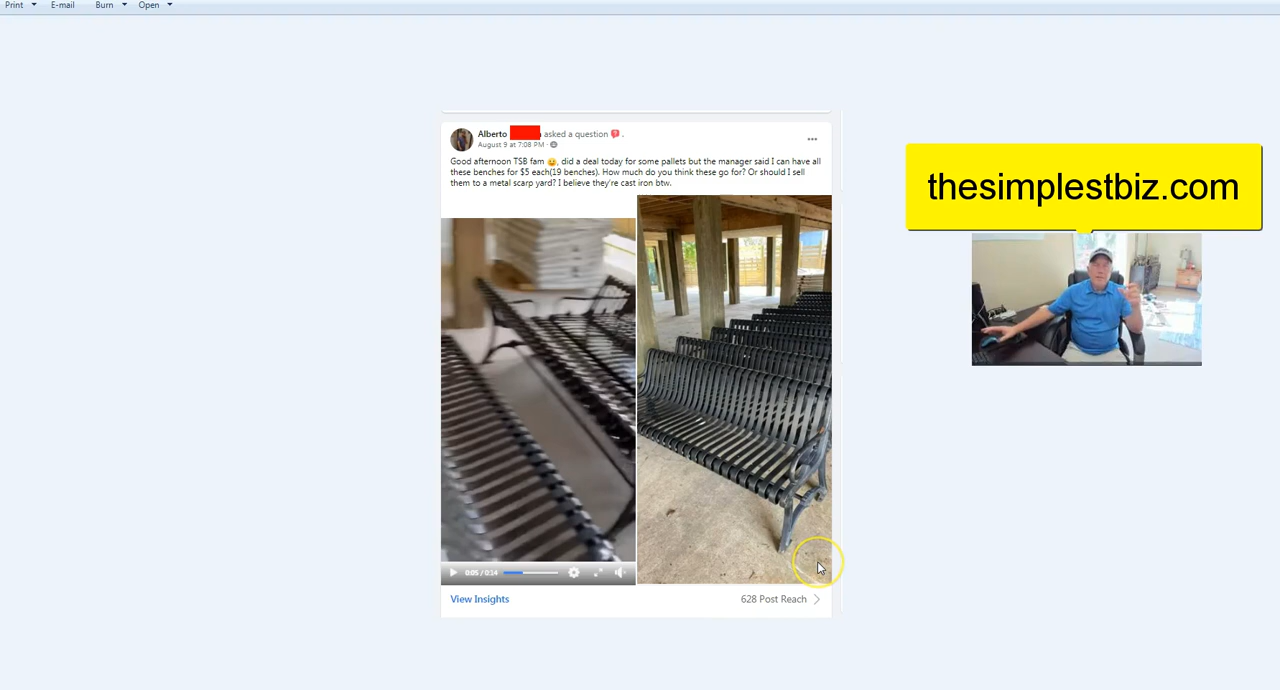 Print E-mail Burn Open
Alberto asked a question .
August 9 at 7:08 PM ·
Good afternoon TSB fam 😊, did a deal today for some pallets but the manager said I can have all
these benches for $5 each(19 benches). How much do you think these go for? Or should I sell
them to a metal scarp yard? I believe they're cast iron btw.
thesimplestbiz.com
0:05 / 0:14
View Insights 628 Post Reach